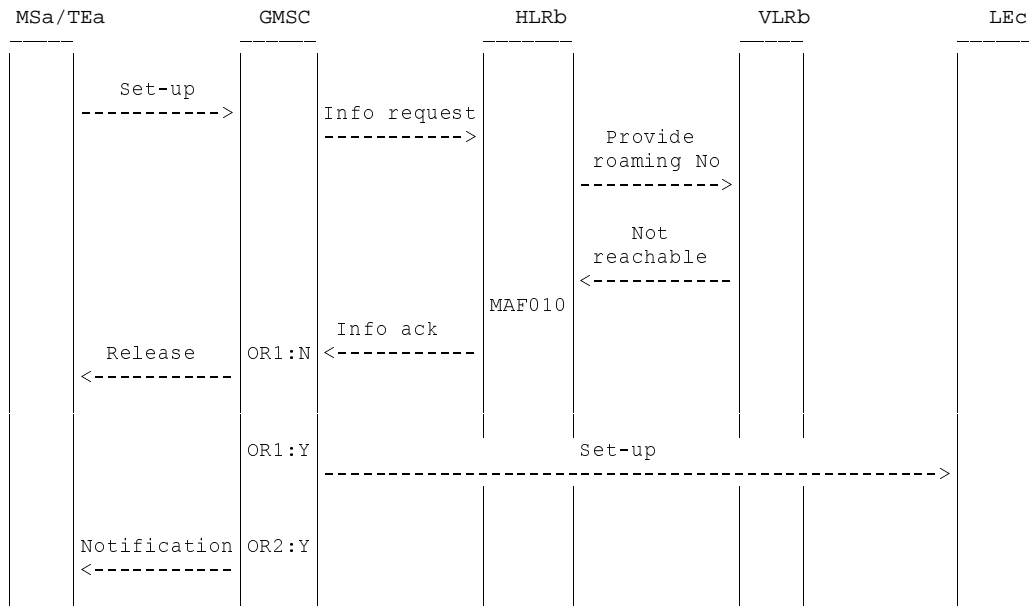 MSa/TEa GMSC HLRb VLRb LEc
Set-up
Info request
Provide
roaming No
Not
reachable
MAF010
Info ack
Release OR1:N
OR1:Y Set-up
Notification OR2:Y